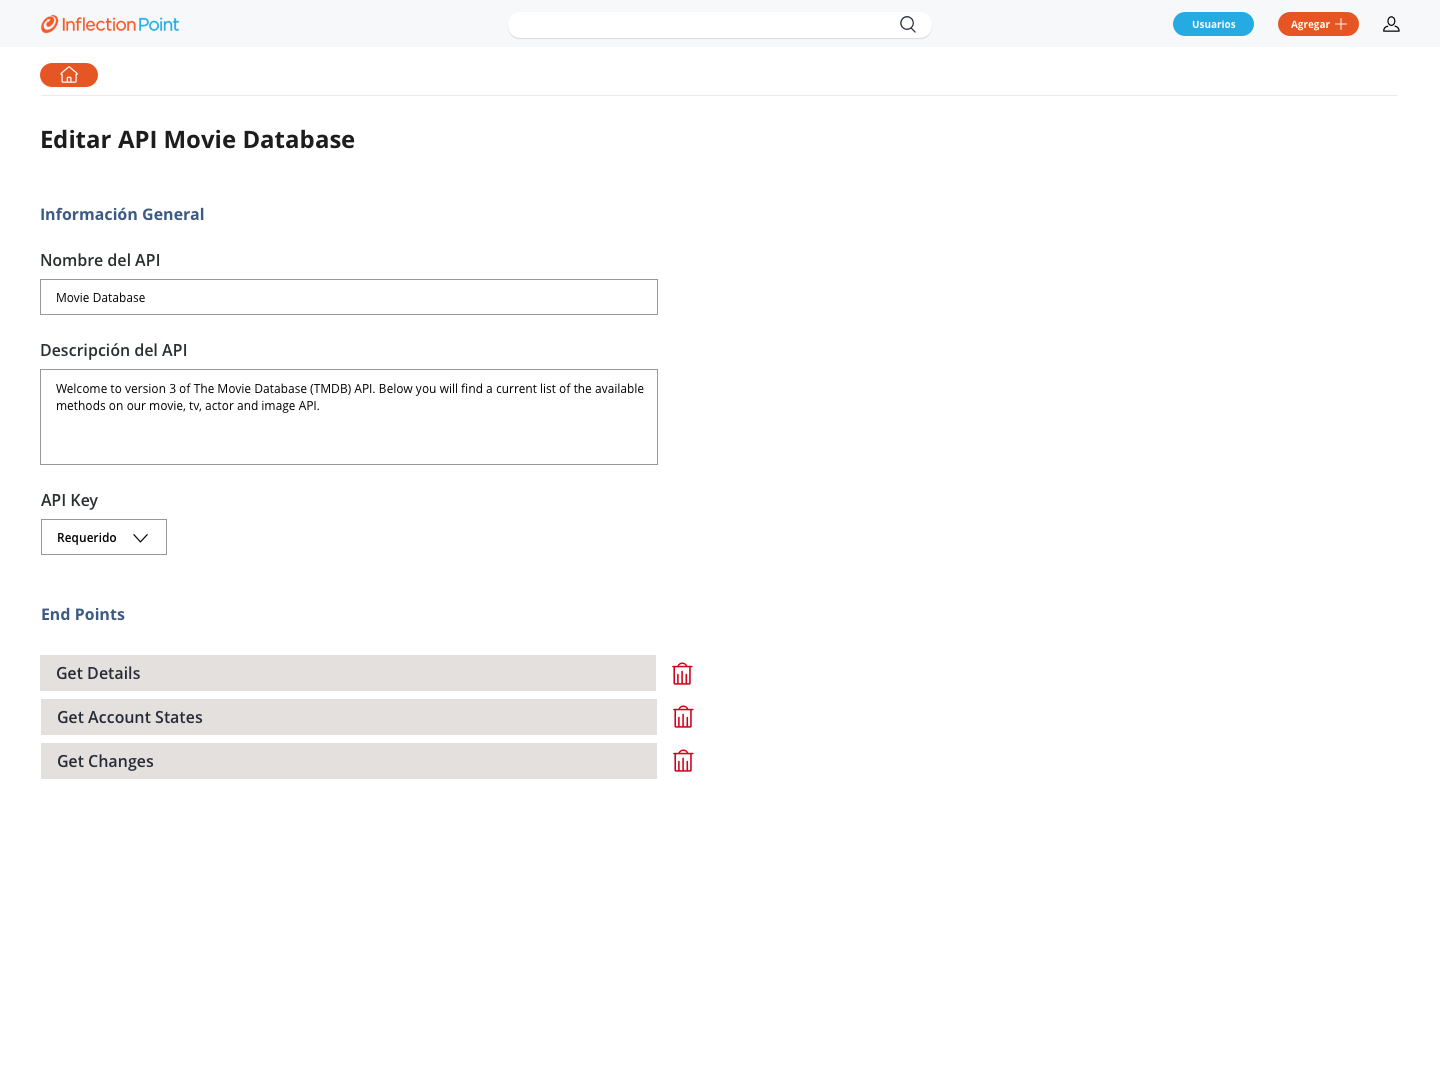 InflectionPoint
Usuarios
Agregar
Editar API Movie Database
Información General
Nombre del API
Movie Database
Descripción del API
Welcome to version 3 of The Movie Database (TMDB) API. Below you will find a current list of the available
methods on our movie, tv, actor and image API.
API Key
Requerido
End Points
Get Details
Get Account States
Get Changes